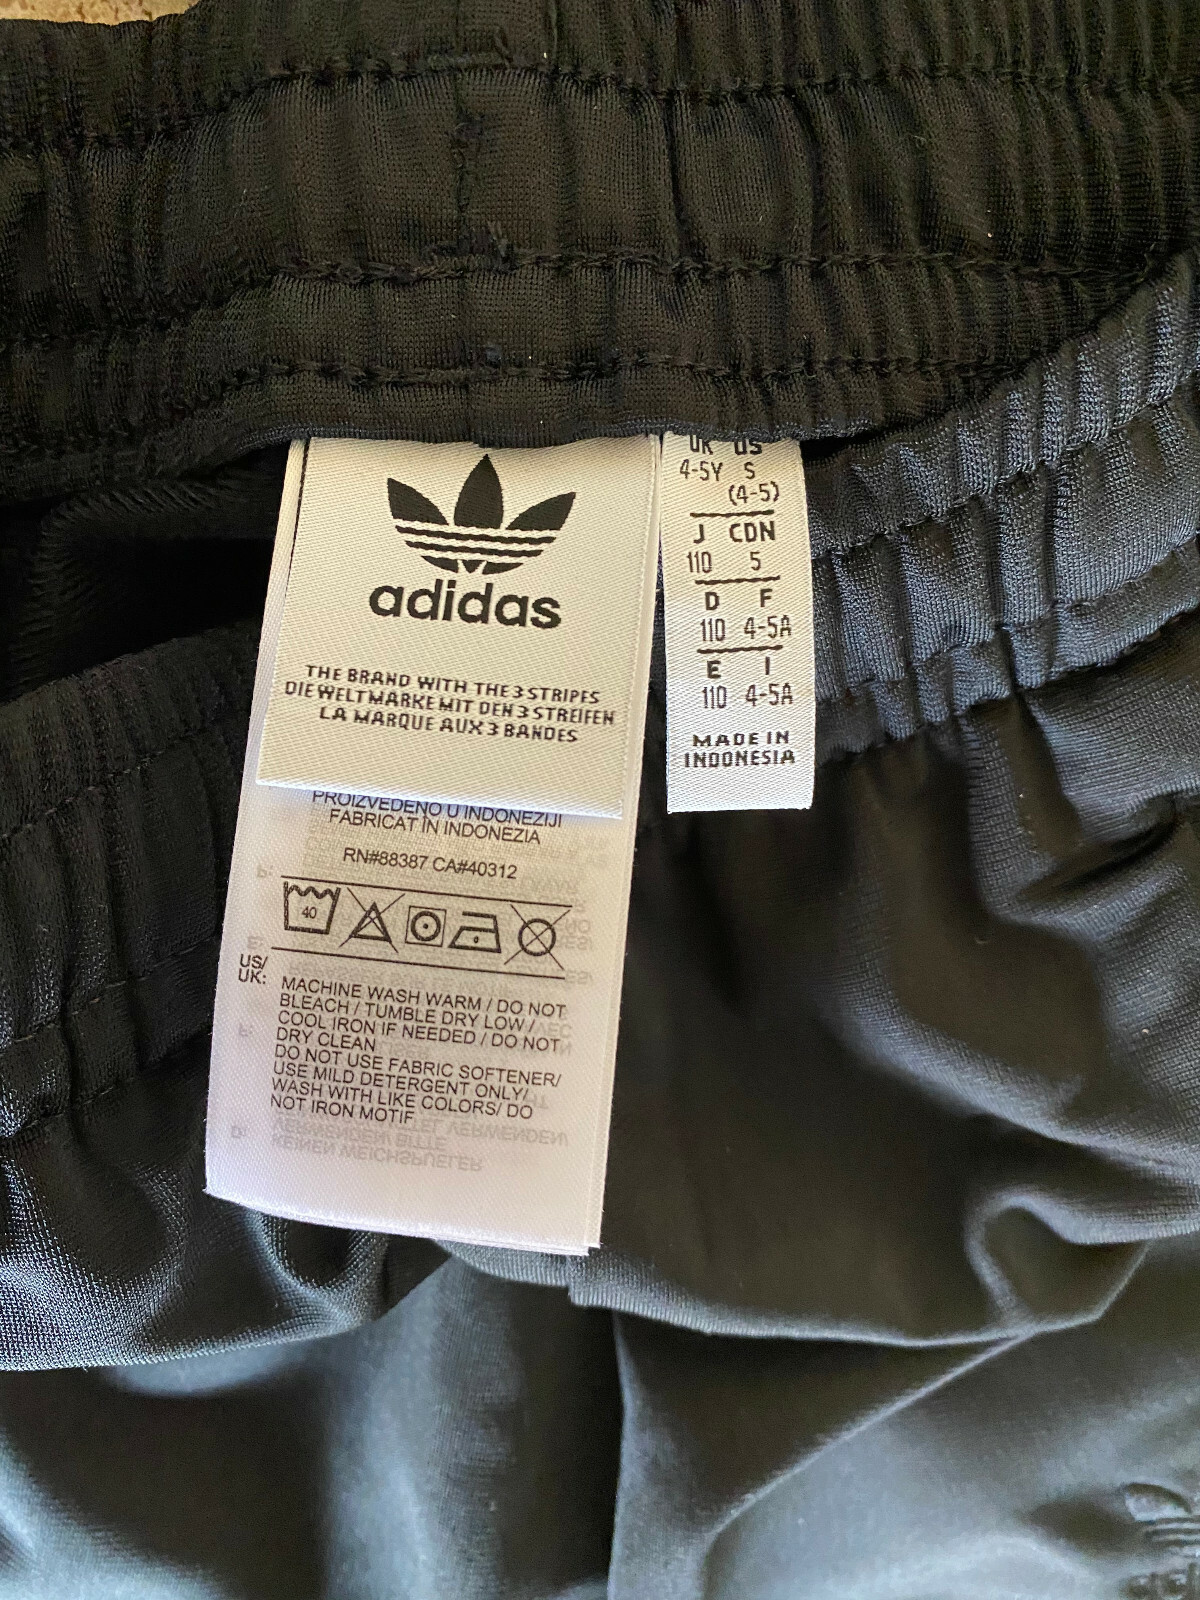 adidas
THE BRAND WITH THE 3 STRIPES
DIE WELTMARKE MIT DEN 3 STREIFEN
LA MARQUE AUX 3 BANDES
UK US
4-5Y S
(4-5)
J CDN
110 5
D F
110 4-5A
E I
110 4-5A
MADE IN
INDONESIA
PROIZVEDENO U INDONEZIJI
FABRICAT ÎN INDONEZIA
RN#88387 CA#40312
40
US/
UK:
MACHINE WASH WARM / DO NOT
BLEACH / TUMBLE DRY LOW /
COOL IRON IF NEEDED / DO NOT
DRY CLEAN
DO NOT USE FABRIC SOFTENER/
USE MILD DETERGENT ONLY/
WASH WITH LIKE COLORS/ DO
NOT IRON MOTIF
D:
VERWENDEN/ BITTE
KEINEN WEICHSPUELER